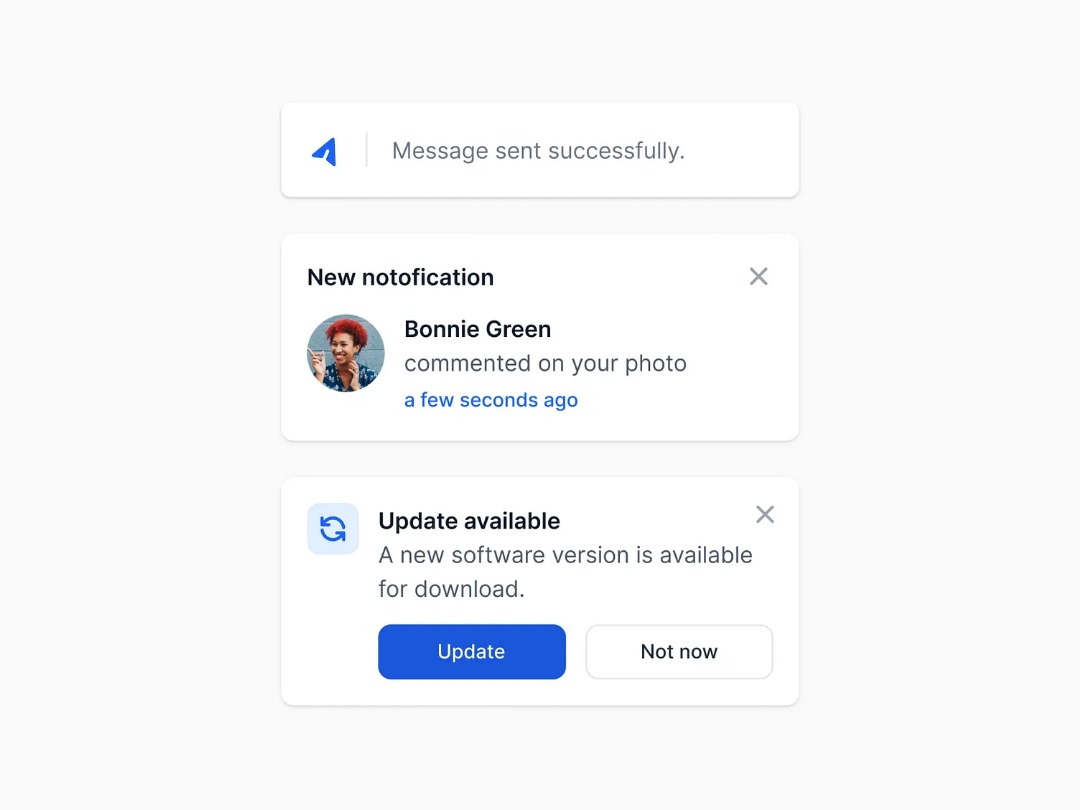 Message sent successfully.
New notofication
Bonnie Green
commented on your photo
a few seconds ago
Update available
A new software version is available
for download.
Update
Not now